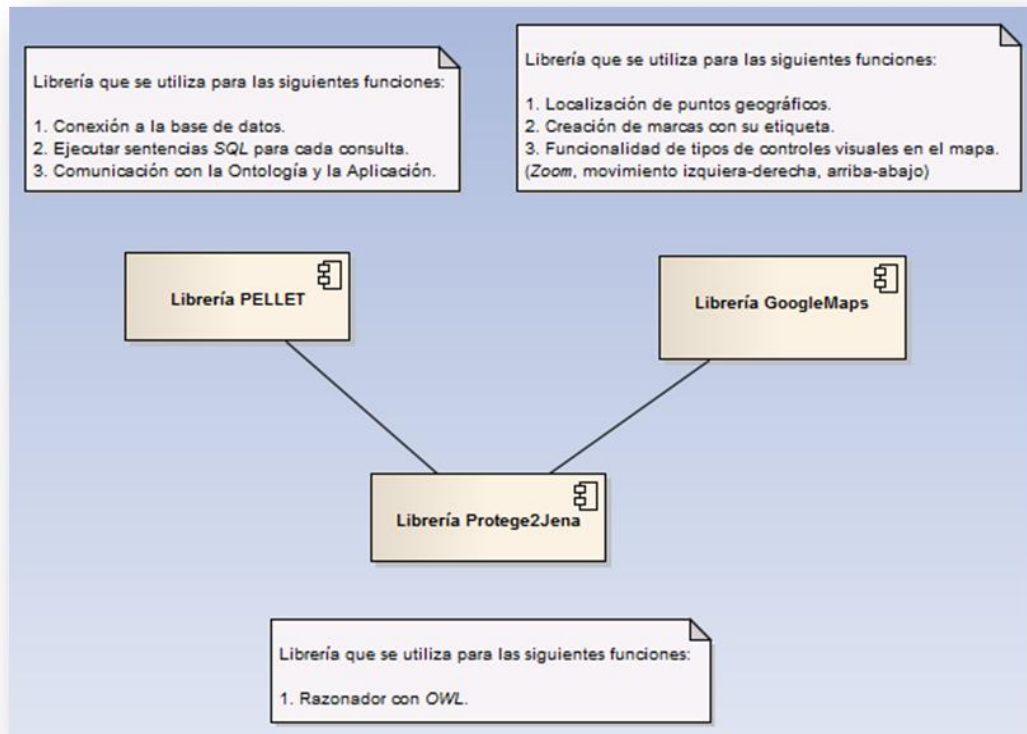 Librería que se utiliza para las siguientes funciones:
1. Conexión a la base de datos.
2. Ejecutar sentencias SQL para cada consulta.
3. Comunicación con la Ontología y la Aplicación.
Librería que se utiliza para las siguientes funciones:
1. Localización de puntos geográficos.
2. Creación de marcas con su etiqueta.
3. Funcionalidad de tipos de controles visuales en el mapa.
(Zoom, movimiento izquiera-derecha, arriba-abajo)
Librería PELLET
Librería GoogleMaps
Librería Protege2Jena
Librería que se utiliza para las siguientes funciones:
1. Razonador con OWL.